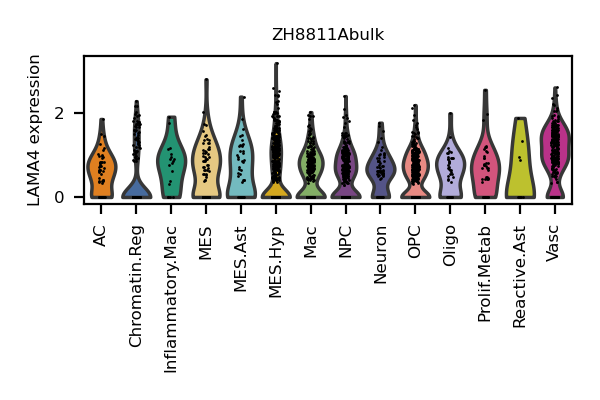 ZH8811Abulk
LAMA4 expression
2
0
AC
Chromatin.Reg
Inflammatory.Mac
MES
MES.Ast
MES.Hyp
Mac
NPC
Neuron
OPC
Oligo
Prolif.Metab
Reactive.Ast
Vasc